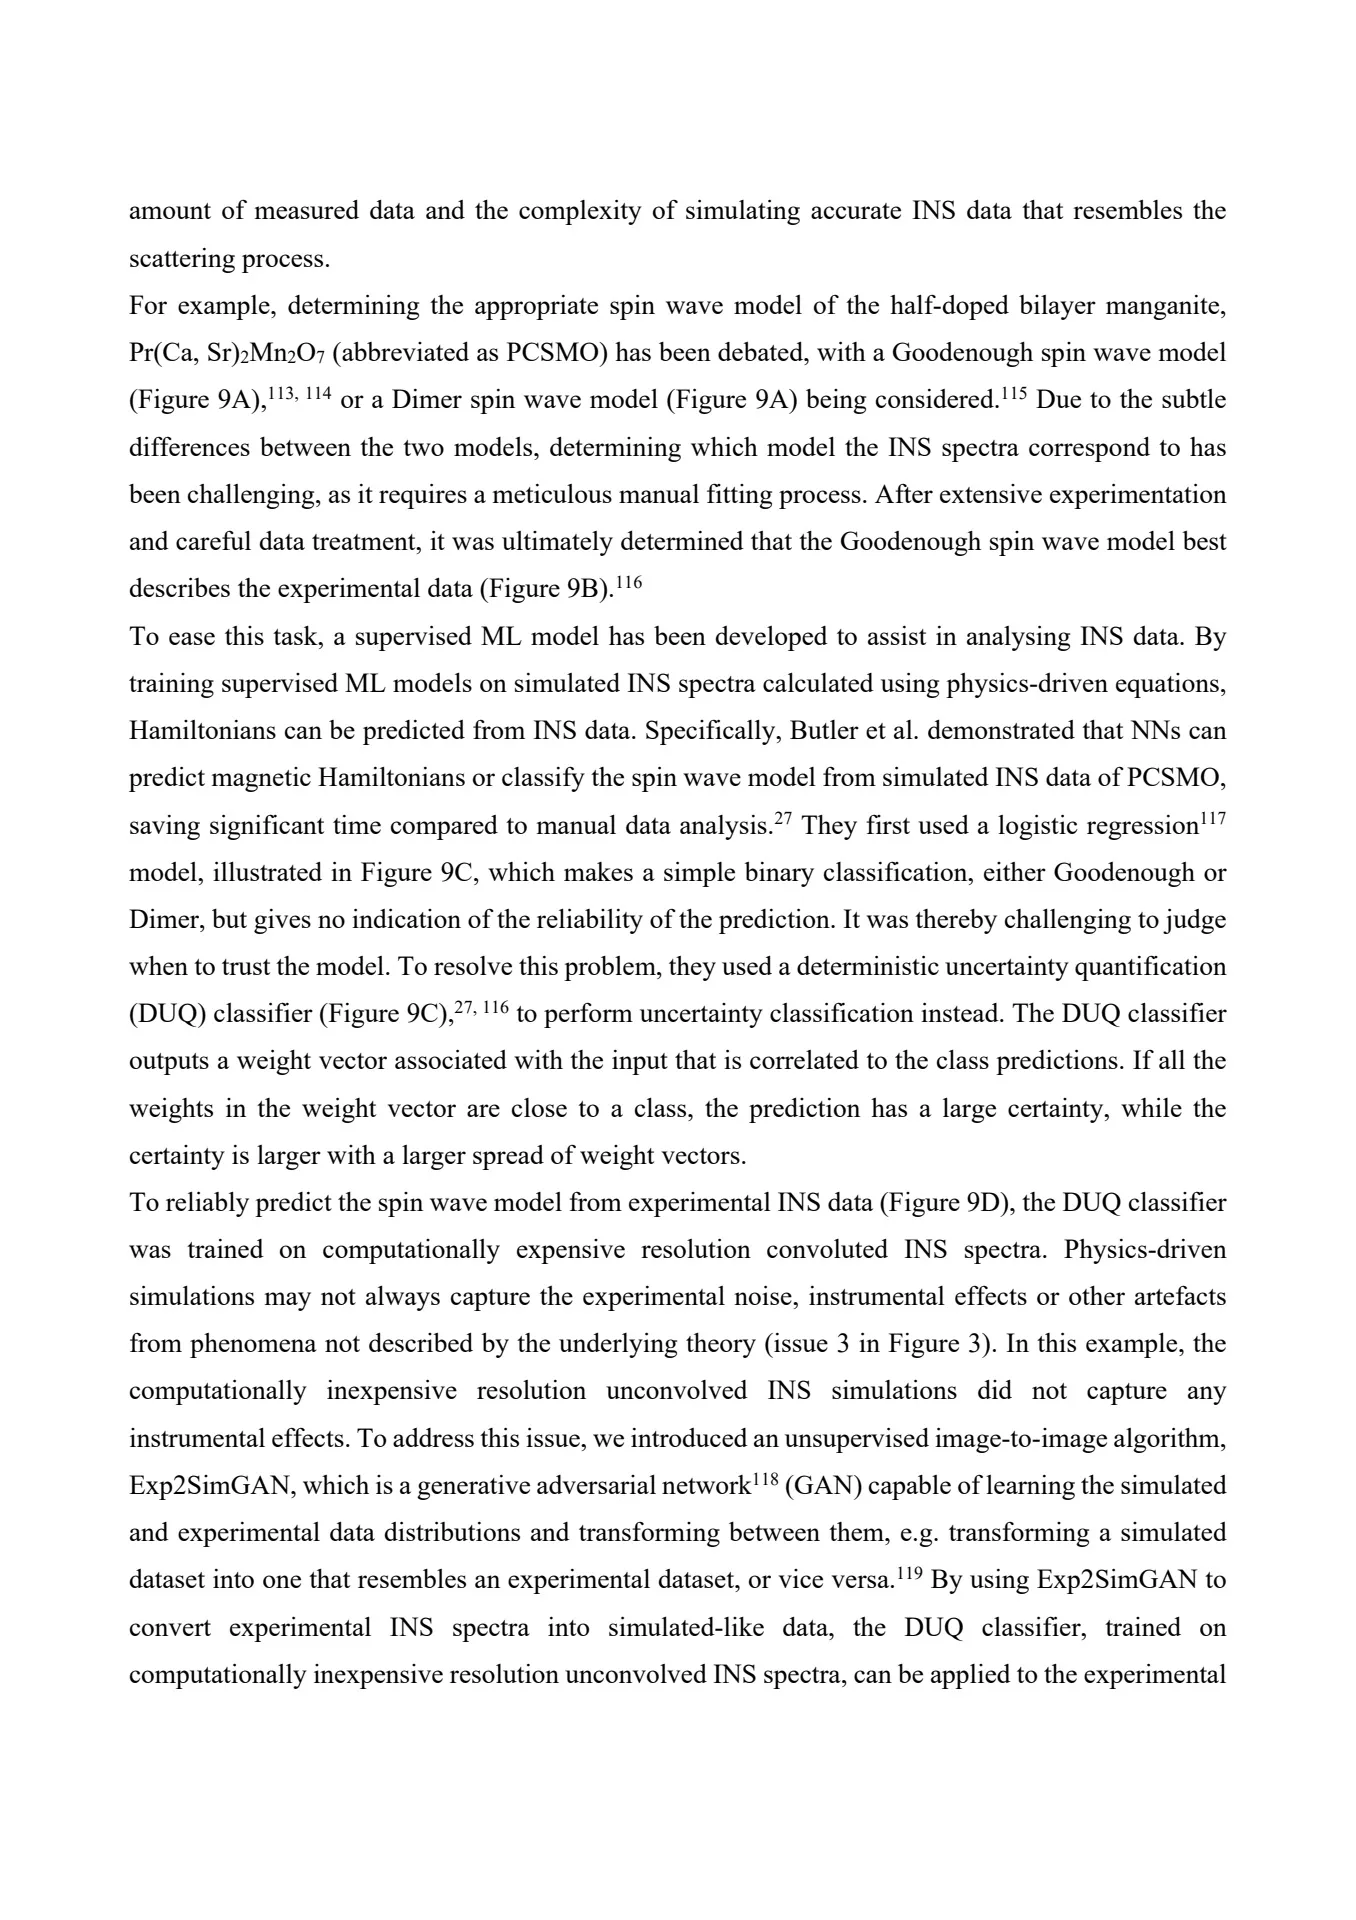 amount of measured data and the complexity of simulating accurate INS data that resembles the
scattering process.
For example, determining the appropriate spin wave model of the half-doped bilayer manganite,
Pr(Ca, Sr)₂Mn₂O₇ (abbreviated as PCSMO) has been debated, with a Goodenough spin wave model
(Figure 9A),¹¹³, ¹¹⁴ or a Dimer spin wave model (Figure 9A) being considered.¹¹⁵ Due to the subtle
differences between the two models, determining which model the INS spectra correspond to has
been challenging, as it requires a meticulous manual fitting process. After extensive experimentation
and careful data treatment, it was ultimately determined that the Goodenough spin wave model best
describes the experimental data (Figure 9B).¹¹⁶
To ease this task, a supervised ML model has been developed to assist in analysing INS data. By
training supervised ML models on simulated INS spectra calculated using physics-driven equations,
Hamiltonians can be predicted from INS data. Specifically, Butler et al. demonstrated that NNs can
predict magnetic Hamiltonians or classify the spin wave model from simulated INS data of PCSMO,
saving significant time compared to manual data analysis.²⁷ They first used a logistic regression¹¹⁷
model, illustrated in Figure 9C, which makes a simple binary classification, either Goodenough or
Dimer, but gives no indication of the reliability of the prediction. It was thereby challenging to judge
when to trust the model. To resolve this problem, they used a deterministic uncertainty quantification
(DUQ) classifier (Figure 9C),²⁷, ¹¹⁶ to perform uncertainty classification instead. The DUQ classifier
outputs a weight vector associated with the input that is correlated to the class predictions. If all the
weights in the weight vector are close to a class, the prediction has a large certainty, while the
certainty is larger with a larger spread of weight vectors.
To reliably predict the spin wave model from experimental INS data (Figure 9D), the DUQ classifier
was trained on computationally expensive resolution convoluted INS spectra. Physics-driven
simulations may not always capture the experimental noise, instrumental effects or other artefacts
from phenomena not described by the underlying theory (issue 3 in Figure 3). In this example, the
computationally inexpensive resolution unconvolved INS simulations did not capture any
instrumental effects. To address this issue, we introduced an unsupervised image-to-image algorithm,
Exp2SimGAN, which is a generative adversarial network¹¹⁸ (GAN) capable of learning the simulated
and experimental data distributions and transforming between them, e.g. transforming a simulated
dataset into one that resembles an experimental dataset, or vice versa.¹¹⁹ By using Exp2SimGAN to
convert experimental INS spectra into simulated-like data, the DUQ classifier, trained on
computationally inexpensive resolution unconvolved INS spectra, can be applied to the experimental